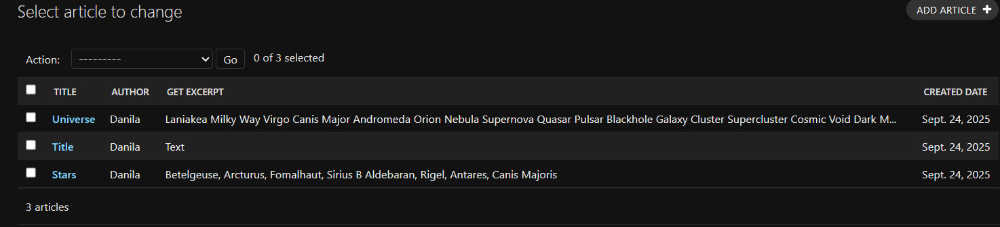 Select article to change
ADD ARTICLE +
Action: --------- Go 0 of 3 selected
TITLE AUTHOR GET EXCERPT CREATED DATE
Universe Danila Laniakea Milky Way Virgo Canis Major Andromeda Orion Nebula Supernova Quasar Pulsar Blackhole Galaxy Cluster Supercluster Cosmic Void Dark M... Sept. 24, 2025
Title Danila Text Sept. 24, 2025
Stars Danila Betelgeuse, Arcturus, Fomalhaut, Sirius B Aldebaran, Rigel, Antares, Canis Majoris Sept. 24, 2025
3 articles